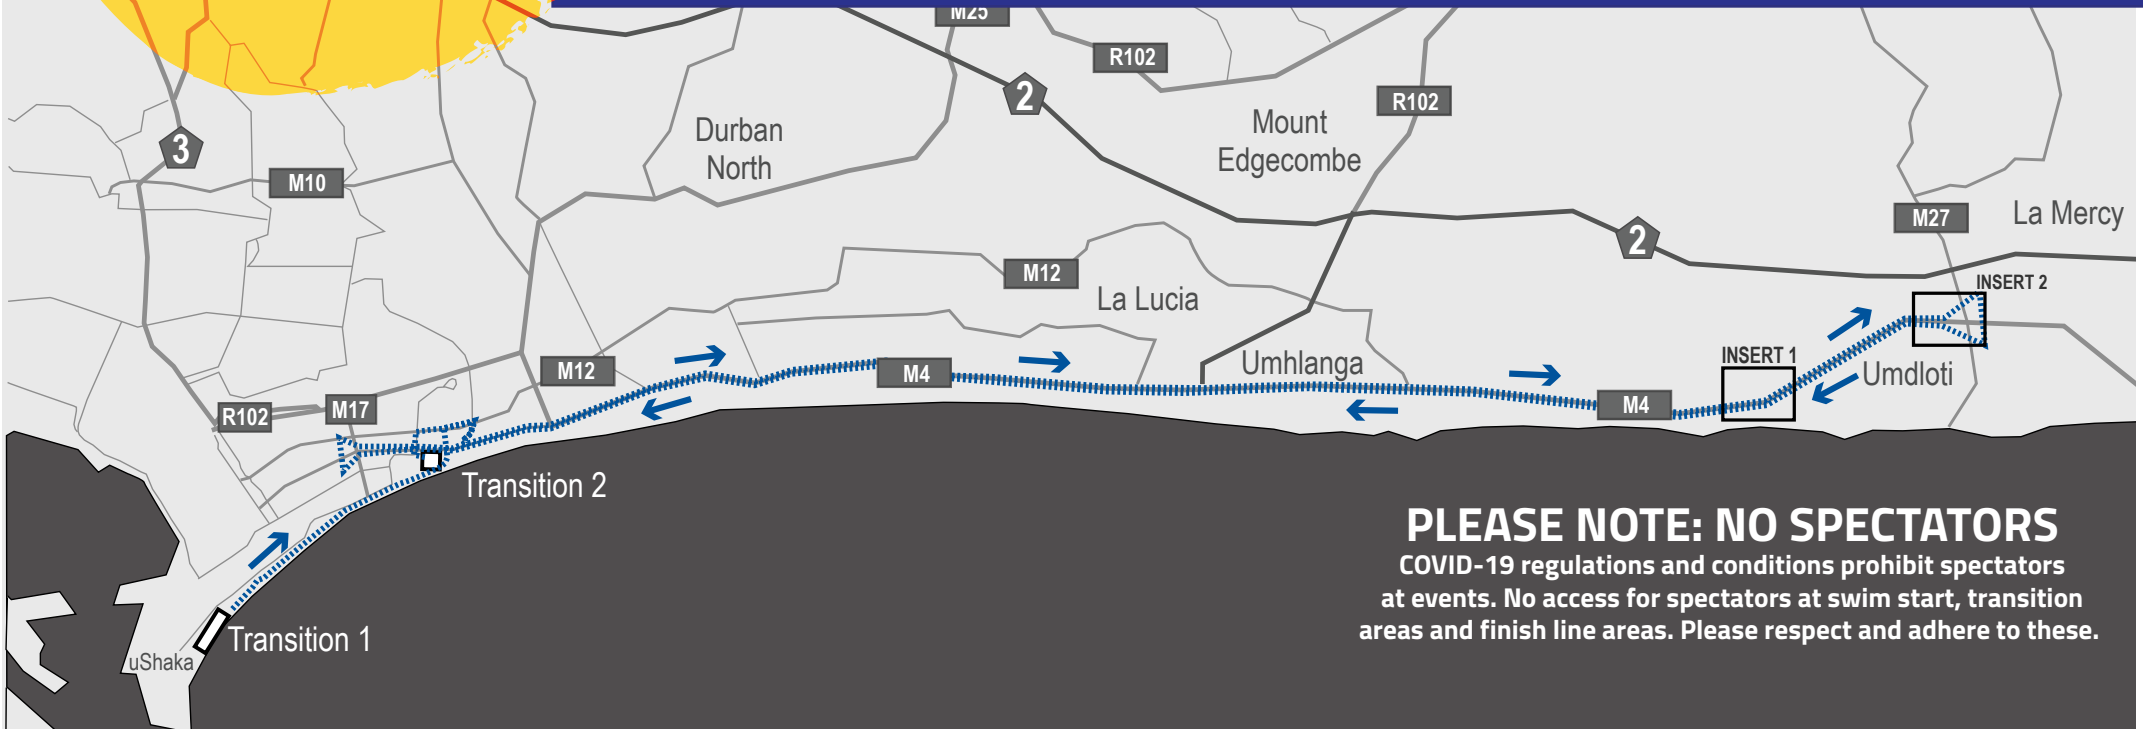 M25
R102
2
R102
Durban
North
Mount
Edgecombe
3
M10
M27
La Mercy
2
M12
La Lucia
INSERT 2
M12
M4
Umhlanga
INSERT 1
Umdloti
M4
R102
M17
Transition 2
PLEASE NOTE: NO SPECTATORS
COVID-19 regulations and conditions prohibit spectators
at events. No access for spectators at swim start, transition
areas and finish line areas. Please respect and adhere to these.
Transition 1
uShaka